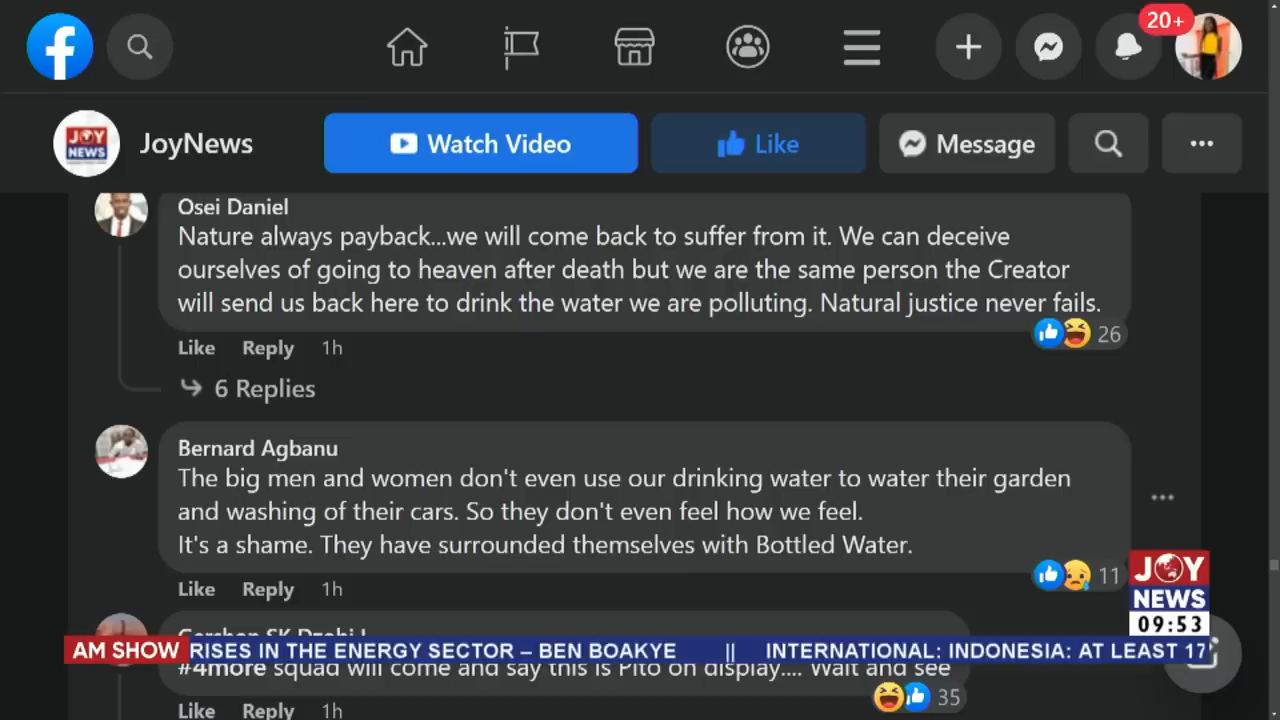 20+
JOY
NEWS
JoyNews
Watch Video
Like
Message
Osei Daniel
Nature always payback...we will come back to suffer from it. We can deceive
ourselves of going to heaven after death but we are the same person the Creator
will send us back here to drink the water we are polluting. Natural justice never fails.
26
Like Reply 1h
6 Replies
Bernard Agbanu
The big men and women don't even use our drinking water to water their garden
and washing of their cars. So they don't even feel how we feel.
It's a shame. They have surrounded themselves with Bottled Water.
11
Like Reply 1h
JOY
NEWS
09:53
AM SHOW RISES IN THE ENERGY SECTOR – BEN BOAKYE || INTERNATIONAL: INDONESIA: AT LEAST 17
#4more squad will come and say this is Pito on display.... Wait and see
35
Like Reply 1h